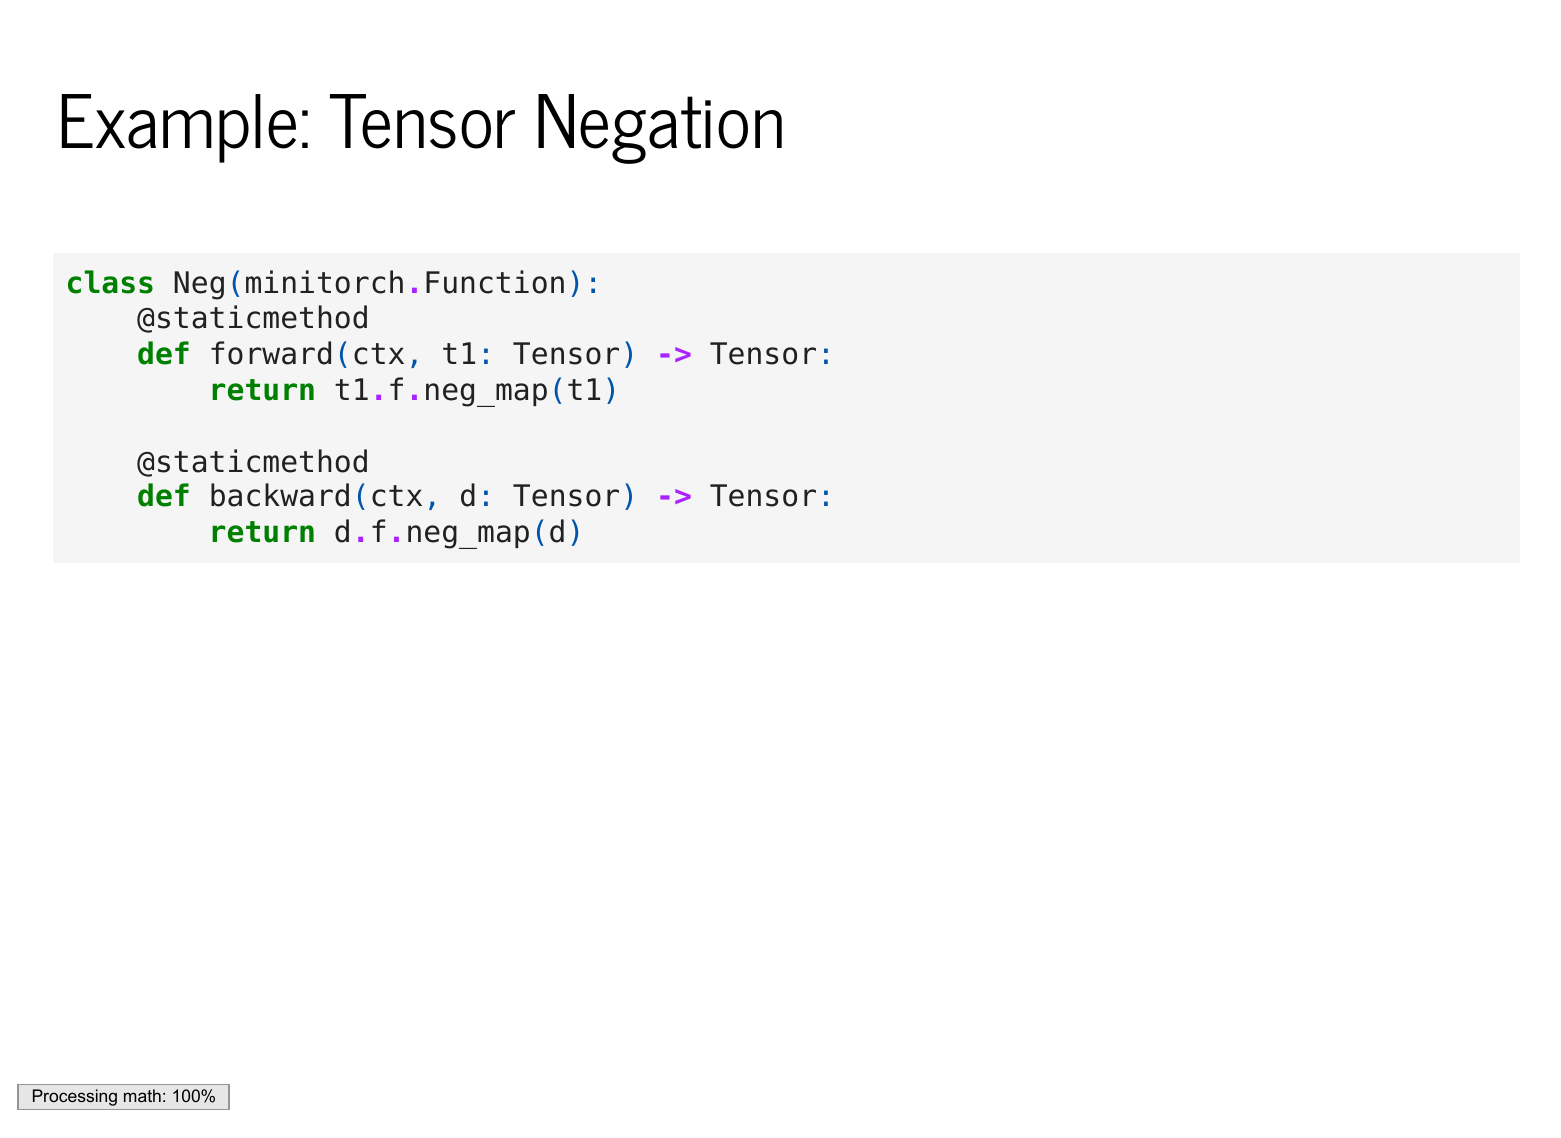 Example: Tensor Negation
class Neg(minitorch.Function):
    @staticmethod
    def forward(ctx, t1: Tensor) -> Tensor:
        return t1.f.neg_map(t1)

    @staticmethod
    def backward(ctx, d: Tensor) -> Tensor:
        return d.f.neg_map(d)
Processing math: 100%